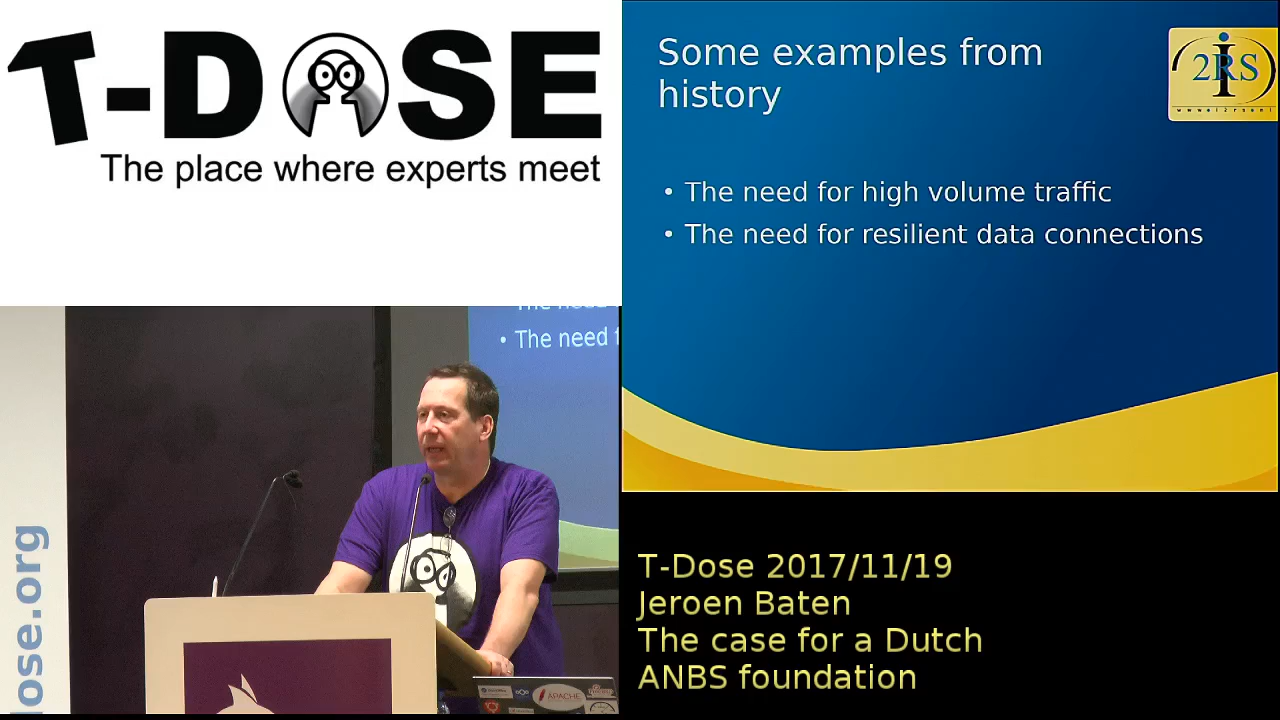 T-DOSE
The place where experts meet
Some examples from
history
2RS
• The need for high volume traffic
• The need for resilient data connections
• The need f
ose.org
APACHE
T-Dose 2017/11/19
Jeroen Baten
The case for a Dutch
ANBS foundation